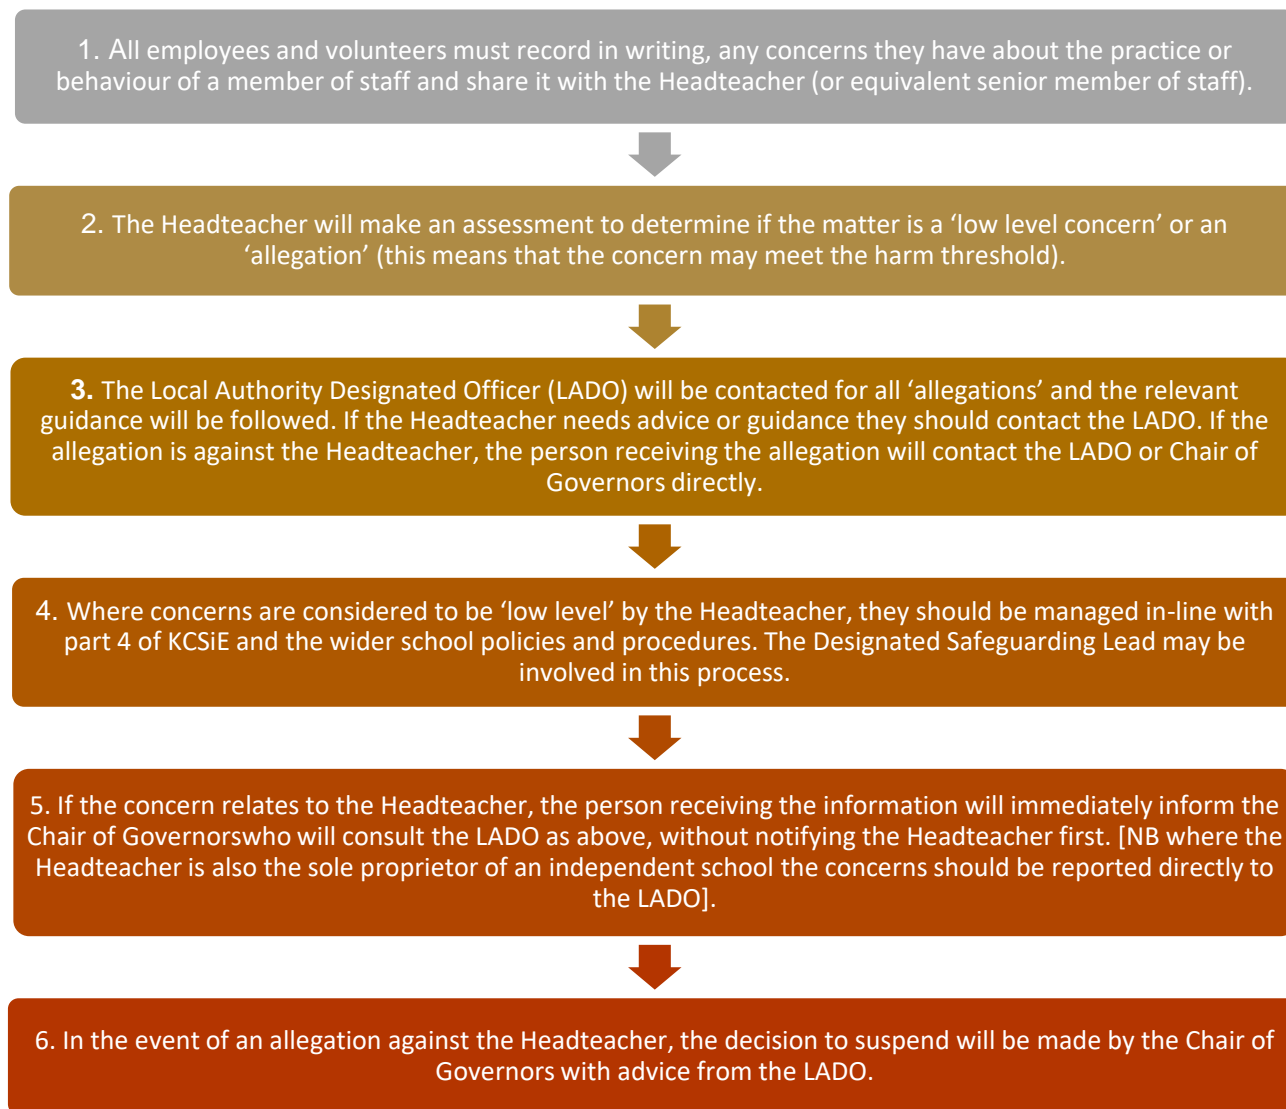 1. All employees and volunteers must record in writing, any concerns they have about the practice or
behaviour of a member of staff and share it with the Headteacher (or equivalent senior member of staff).
2. The Headteacher will make an assessment to determine if the matter is a ‘low level concern’ or an
‘allegation’ (this means that the concern may meet the harm threshold).
3. The Local Authority Designated Officer (LADO) will be contacted for all ‘allegations’ and the relevant
guidance will be followed. If the Headteacher needs advice or guidance they should contact the LADO. If the
allegation is against the Headteacher, the person receiving the allegation will contact the LADO or Chair of
Governors directly.
4. Where concerns are considered to be ‘low level’ by the Headteacher, they should be managed in-line with
part 4 of KCSiE and the wider school policies and procedures. The Designated Safeguarding Lead may be
involved in this process.
5. If the concern relates to the Headteacher, the person receiving the information will immediately inform the
Chair of Governorswho will consult the LADO as above, without notifying the Headteacher first. [NB where the
Headteacher is also the sole proprietor of an independent school the concerns should be reported directly to
the LADO].
6. In the event of an allegation against the Headteacher, the decision to suspend will be made by the Chair of
Governors with advice from the LADO.